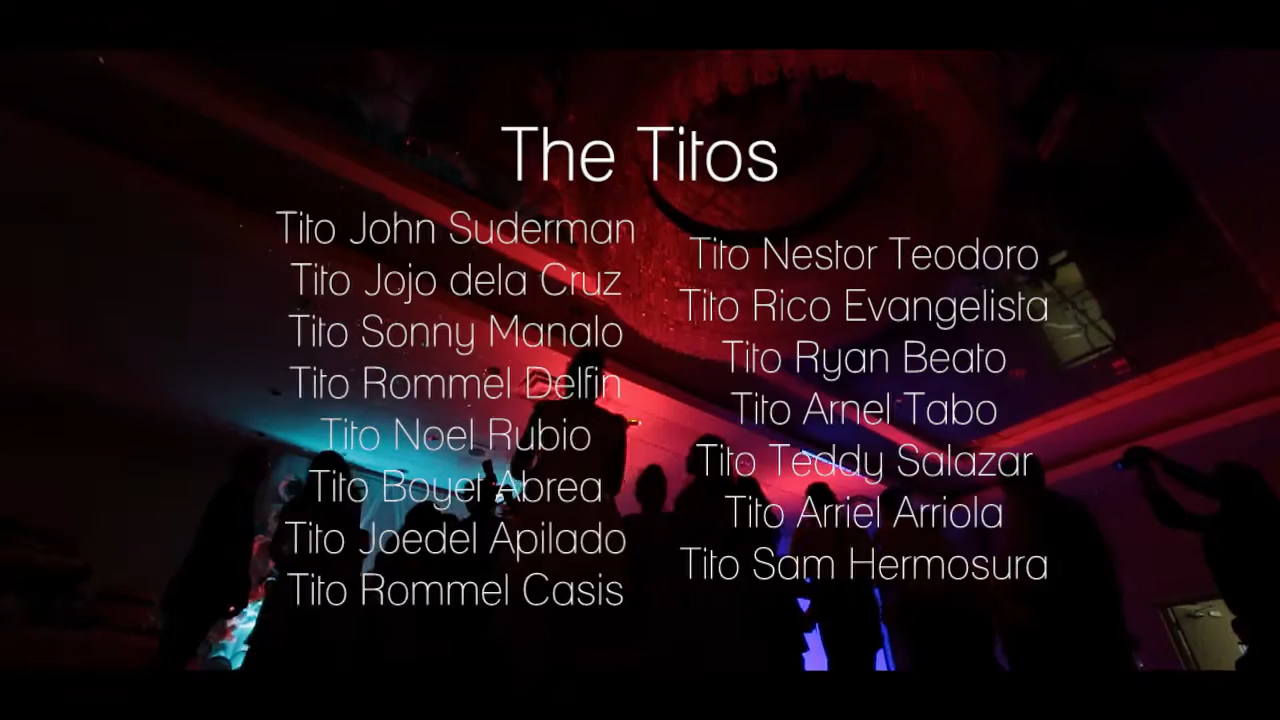 The Titos
Tito John Suderman
Tito Jojo dela Cruz
Tito Sonny Manalo
Tito Rommel Delfin
Tito Noel Rubio
Tito Boyet Abrea
Tito Joedel Apilado
Tito Rommel Casis
Tito Nestor Teodoro
Tito Rico Evangelista
Tito Ryan Beato
Tito Arnel Tabo
Tito Teddy Salazar
Tito Arriel Arriola
Tito Sam Hermosura